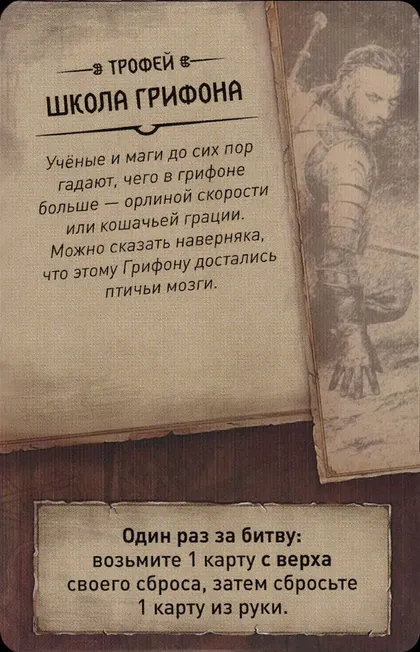 ТРОФЕЙ
ШКОЛА ГРИФОНА
Учёные и маги до сих пор
гадают, чего в грифоне
больше — орлиной скорости
или кошачьей грации.
Можно сказать наверняка,
что этому Грифону достались
птичьи мозги.
Один раз за битву:
возьмите 1 карту с верха
своего сброса, затем сбросьте
1 карту из руки.